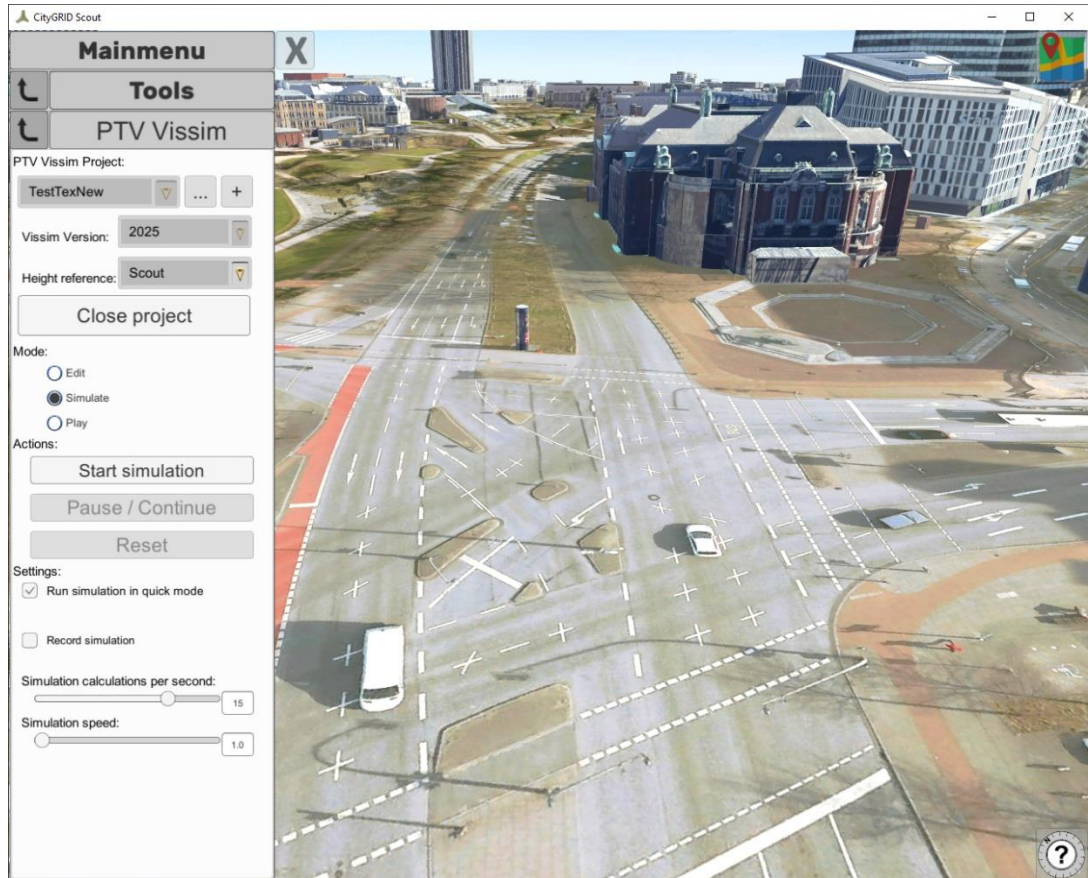 CityGRID Scout
Mainmenu
X
Tools
PTV Vissim
PTV Vissim Project:
TestTexNew
...
+
Vissim Version:
2025
Height reference:
Scout
Close project
Mode:
Edit
Simulate
Play
Actions:
Start simulation
Pause / Continue
Reset
Settings:
Run simulation in quick mode
Record simulation
Simulation calculations per second:
15
Simulation speed:
1.0
N
?